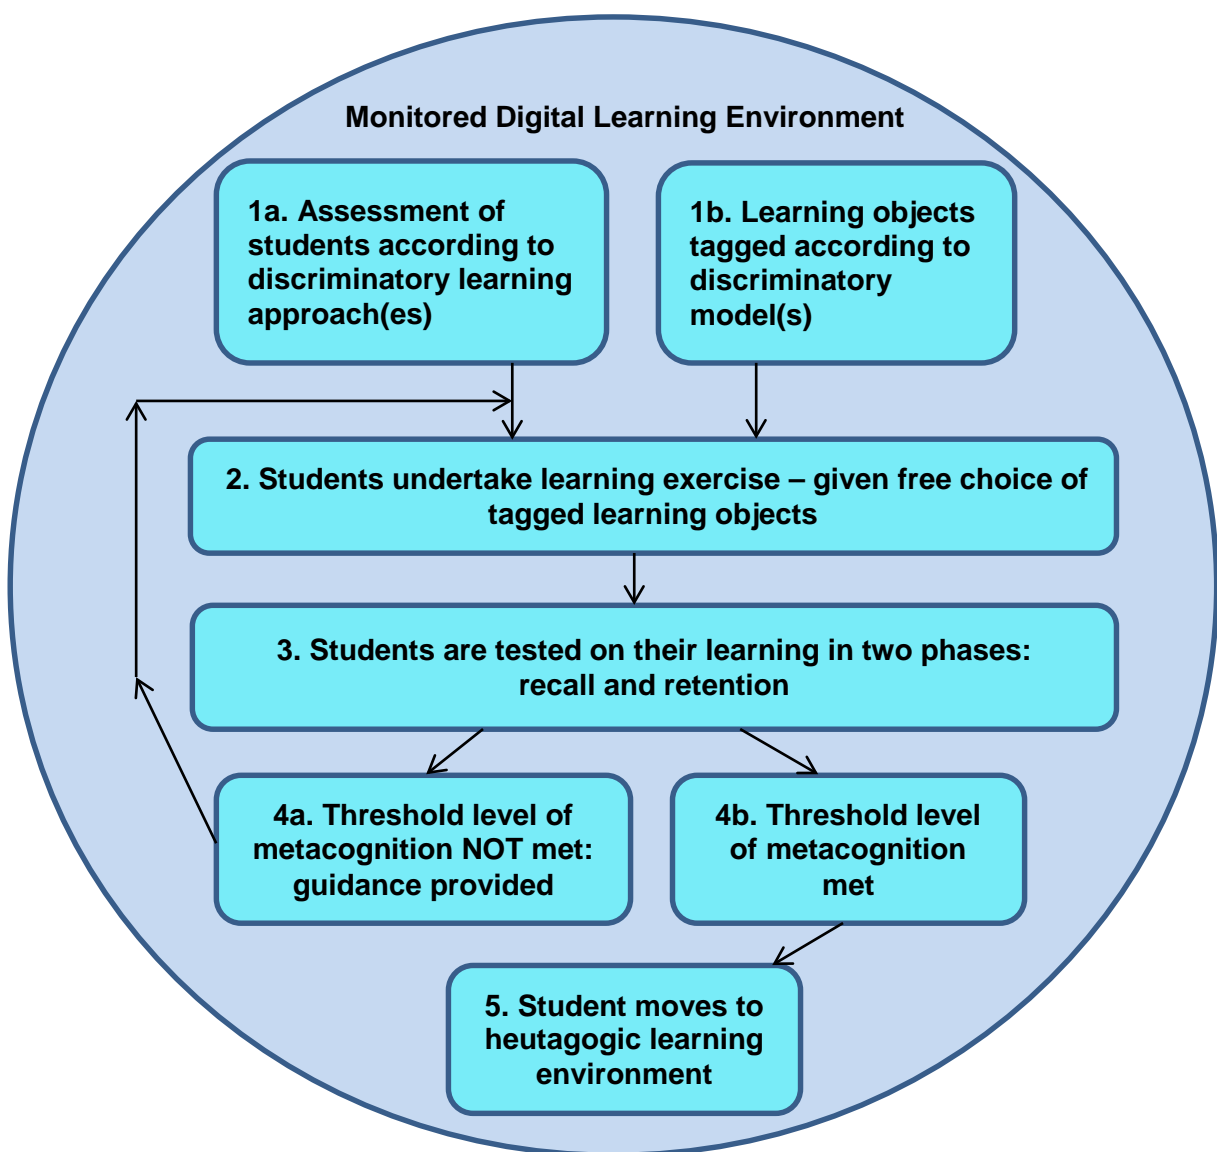 Monitored Digital Learning Environment
1a. Assessment of
students according to
discriminatory learning
approach(es)
1b. Learning objects
tagged according to
discriminatory
model(s)
2. Students undertake learning exercise – given free choice of
tagged learning objects
3. Students are tested on their learning in two phases:
recall and retention
4a. Threshold level of
metacognition NOT met:
guidance provided
4b. Threshold level
of metacognition
met
5. Student moves to
heutagogic learning
environment